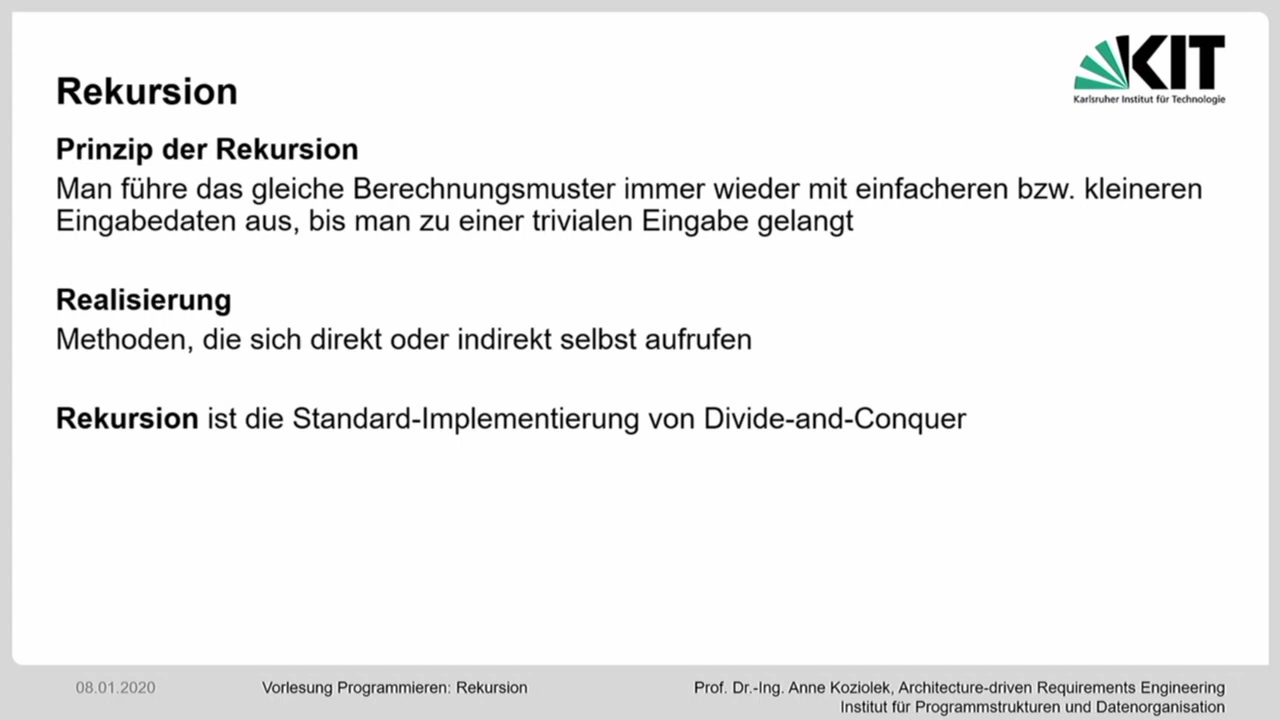 KIT
Karlsruher Institut für Technologie
Rekursion
Prinzip der Rekursion
Man führe das gleiche Berechnungsmuster immer wieder mit einfacheren bzw. kleineren
Eingabedaten aus, bis man zu einer trivialen Eingabe gelangt
Realisierung
Methoden, die sich direkt oder indirekt selbst aufrufen
Rekursion ist die Standard-Implementierung von Divide-and-Conquer
08.01.2020
Vorlesung Programmieren: Rekursion
Prof. Dr.-Ing. Anne Koziolek, Architecture-driven Requirements Engineering
Institut für Programmstrukturen und Datenorganisation